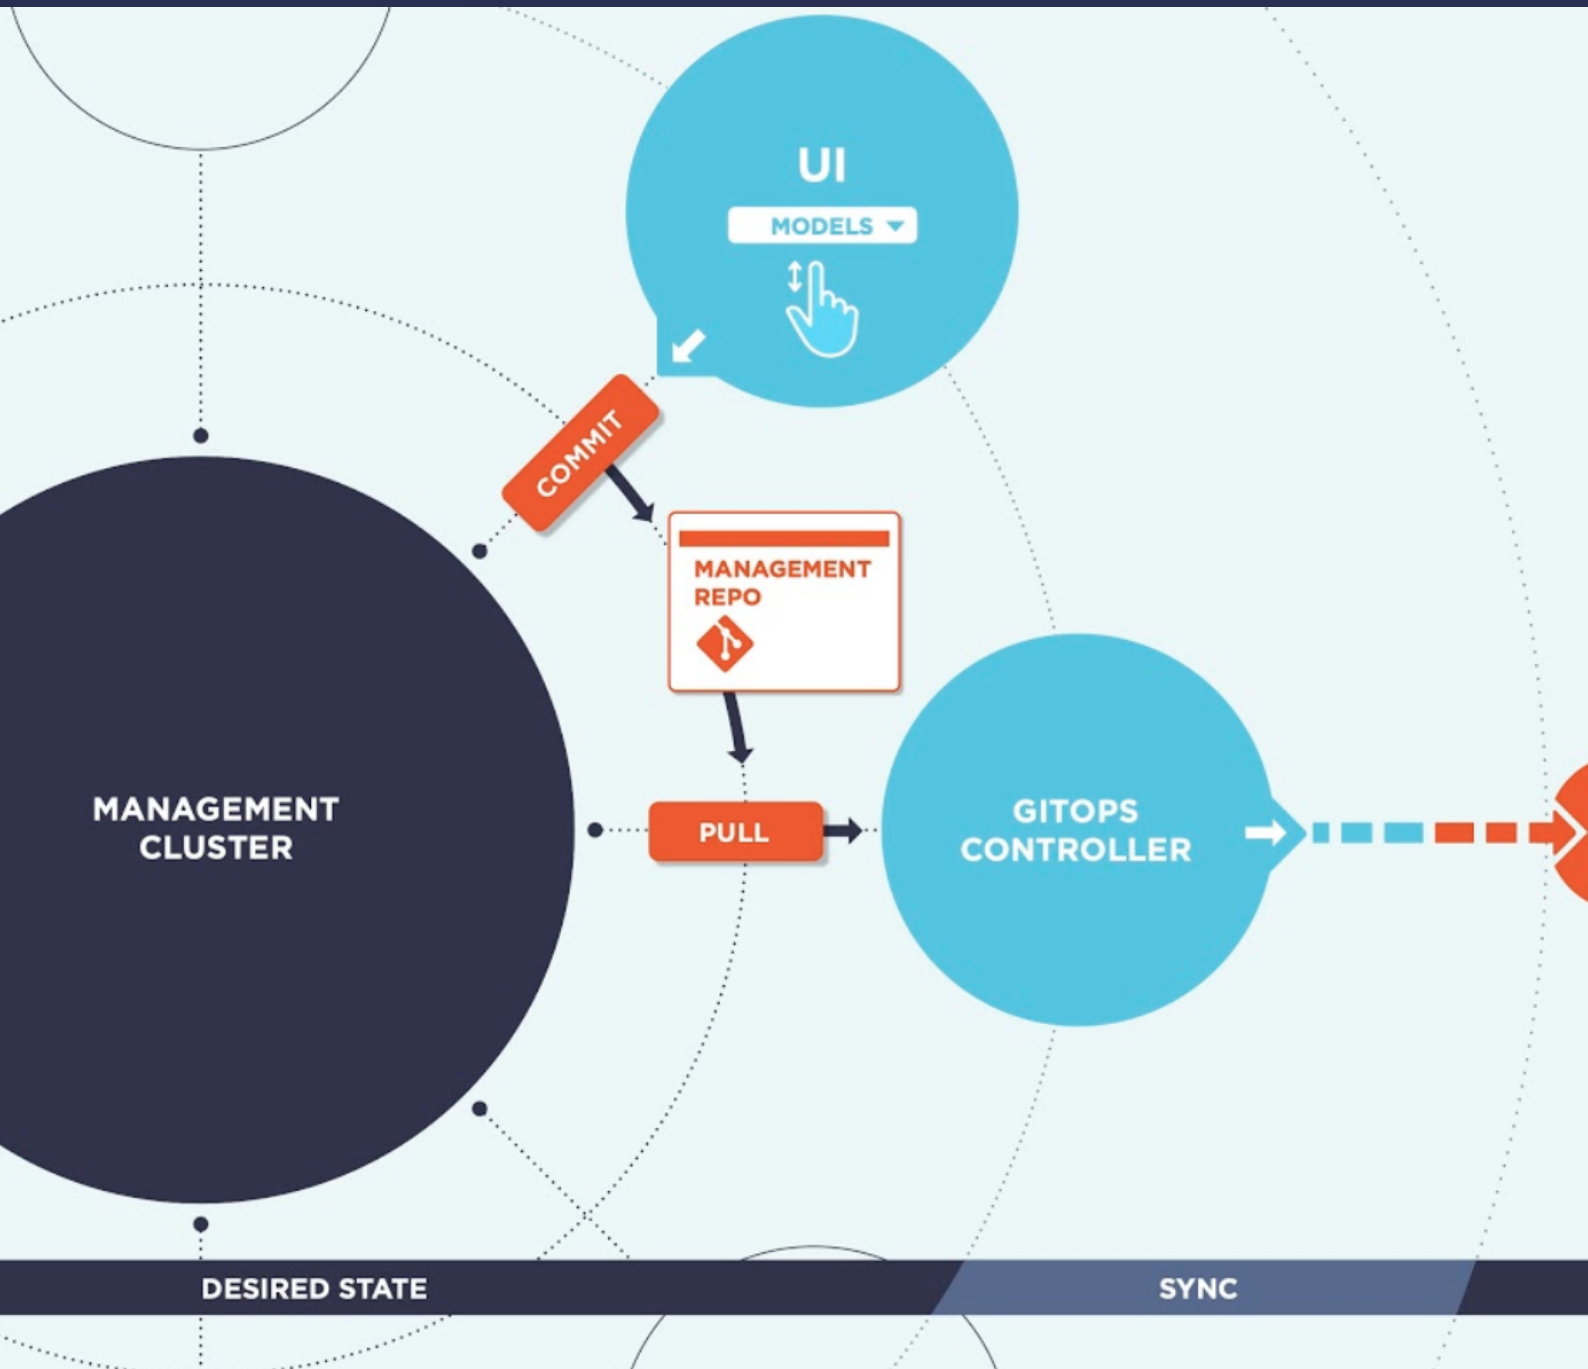 UI
MODELS
COMMIT
MANAGEMENT
REPO
MANAGEMENT
CLUSTER
PULL
GITOPS
CONTROLLER
DESIRED STATE
SYNC